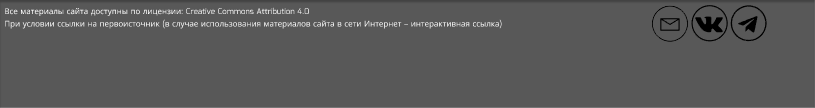 Все материалы сайта доступны по лицензии: Creative Commons Attribution 4.0
При условии ссылки на первоисточник (в случае использования материалов сайта в сети Интернет – интерактивная ссылка)